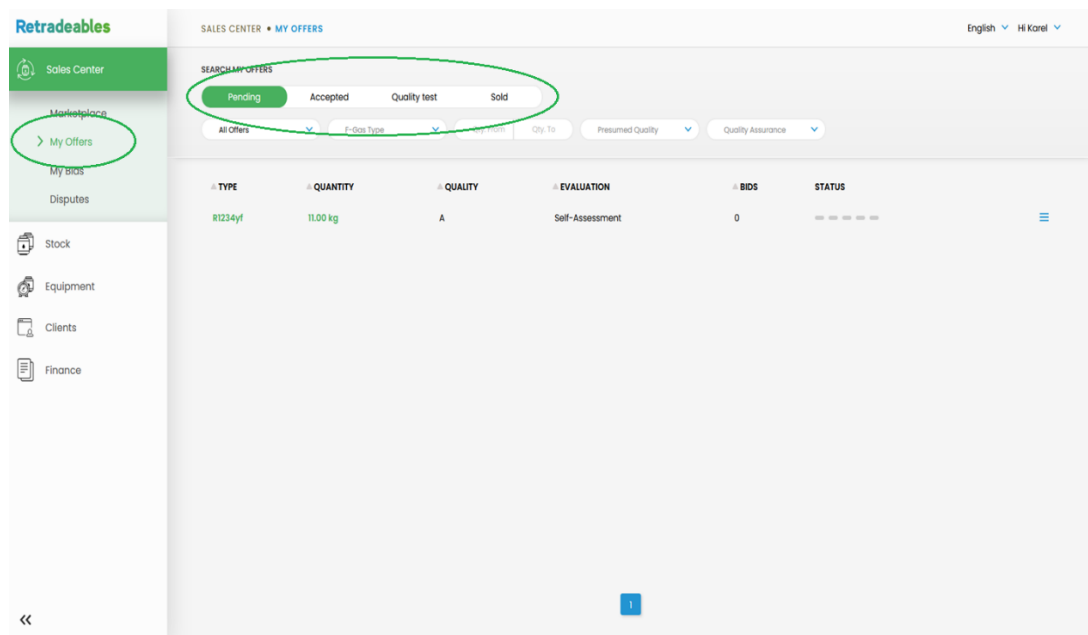 Retradeables
SALES CENTER • MY OFFERS
English
Hi Karel
Sales Center
Marketplace
My Offers
My Bids
Disputes
Stock
Equipment
Clients
Finance
SEARCH MY OFFERS
Pending Accepted Quality test Sold
All Offers F-Gas Type Qty. From Qty. To Presumed Quality Quality Assurance
TYPE QUANTITY QUALITY EVALUATION BIDS STATUS
R1234yf 11.00 kg A Self-Assessment 0
1